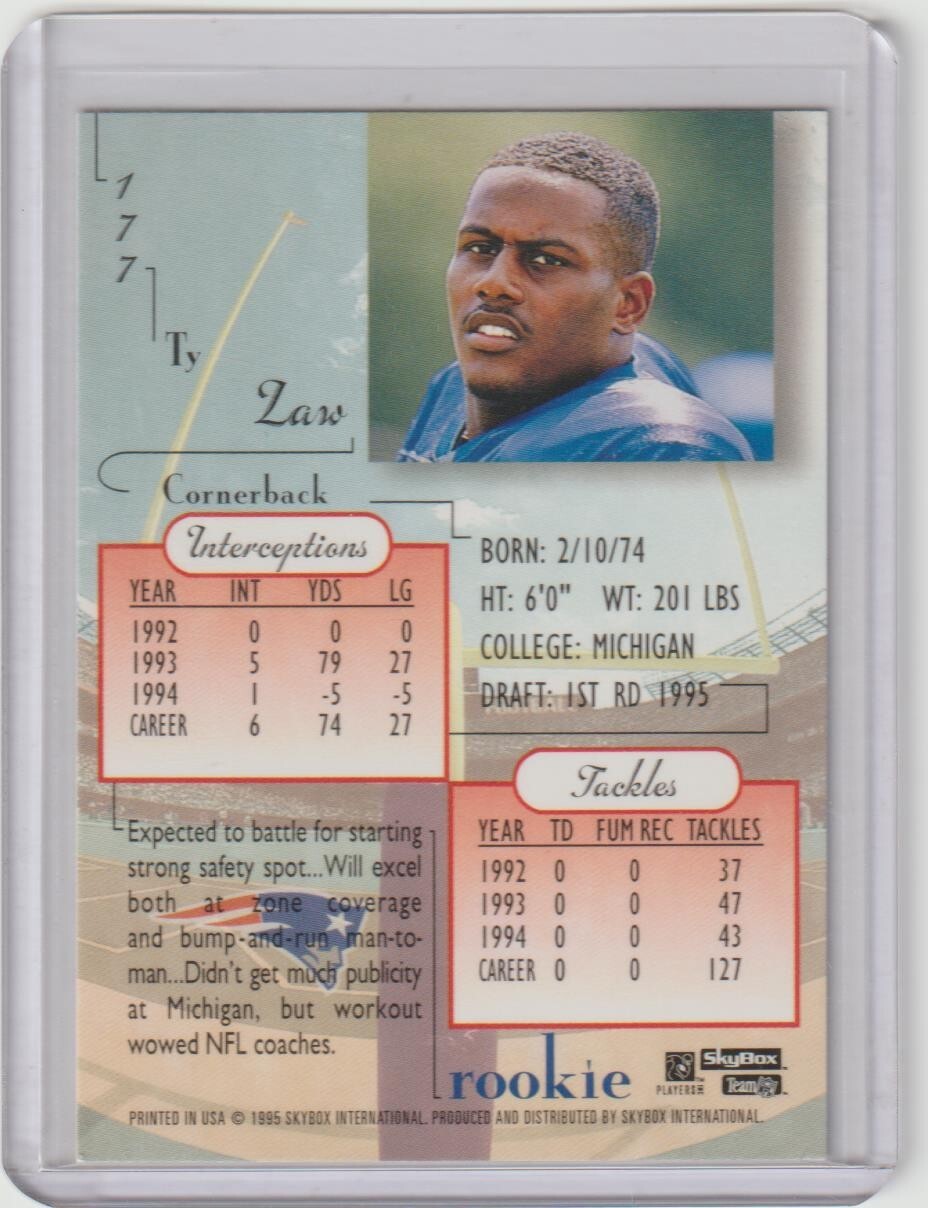 177
Ty
Law
Cornerback
Interceptions
YEAR INT YDS LG
1992 0 0 0
1993 5 79 27
1994 1 -5 -5
CAREER 6 74 27
BORN: 2/10/74
HT: 6'0" WT: 201 LBS
COLLEGE: MICHIGAN
DRAFT: 1ST RD 1995
Tackles
YEAR TD FUM REC TACKLES
1992 0 0 37
1993 0 0 47
1994 0 0 43
CAREER 0 0 127
Expected to battle for starting
strong safety spot...Will excel
both at zone coverage
and bump-and-run man-to-
man...Didn't get much publicity
at Michigan, but workout
wowed NFL coaches.
rookie
PLAYERS
SkyBox™
Team
PRINTED IN USA © 1995 SKYBOX INTERNATIONAL. PRODUCED AND DISTRIBUTED BY SKYBOX INTERNATIONAL.